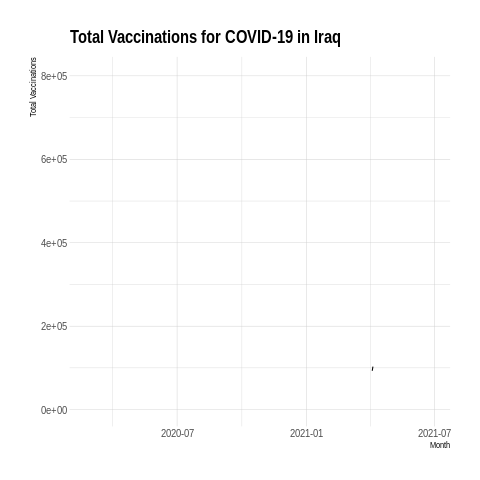 Total Vaccinations for COVID-19 in Iraq
Total Vaccinations
8e+05
6e+05
4e+05
2e+05
0e+00
2020-07
2021-01
2021-07
Month